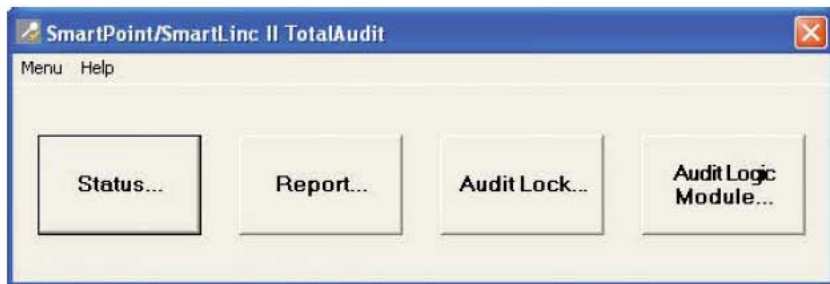 SmartPoint/SmartLinc II TotalAudit
Menu Help
Status... Report... Audit Lock... Audit Logic
Module...